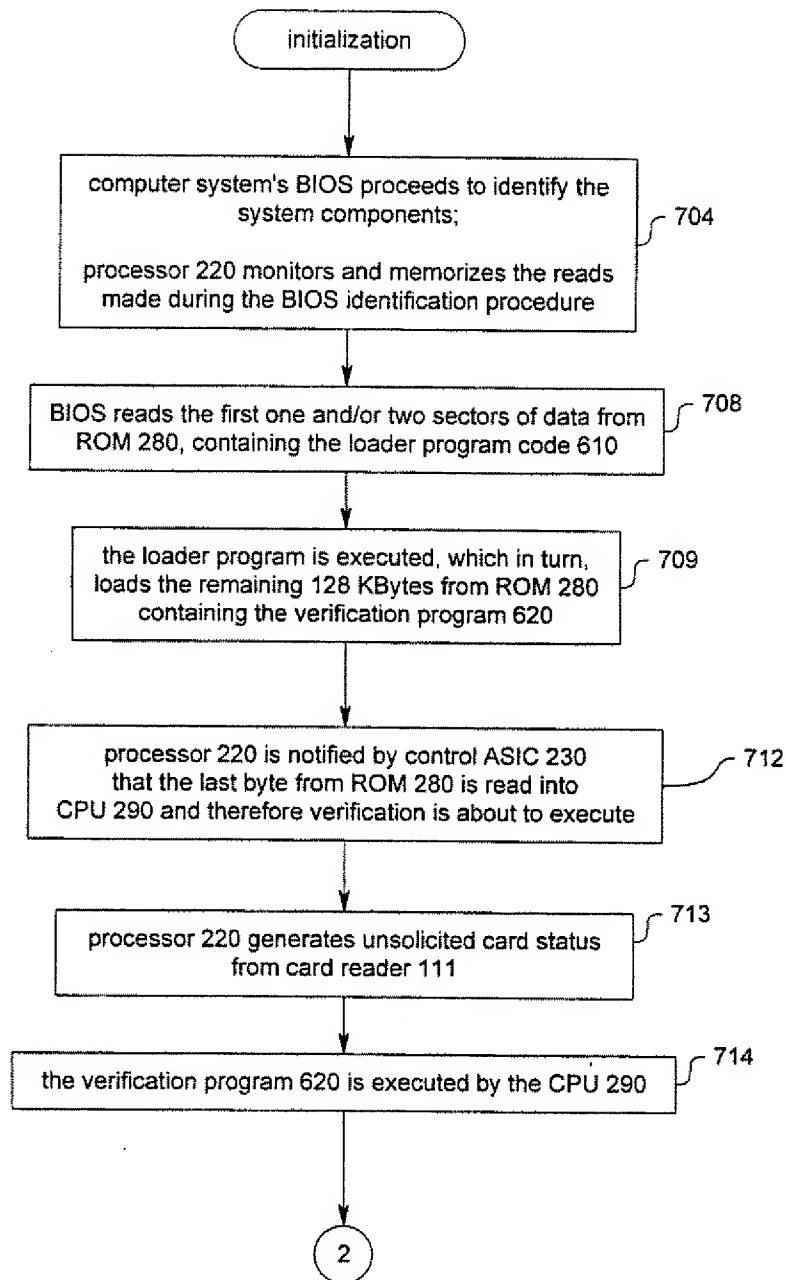 initialization
computer system's BIOS proceeds to identify the
system components;
processor 220 monitors and memorizes the reads
made during the BIOS identification procedure
704
BIOS reads the first one and/or two sectors of data from
ROM 280, containing the loader program code 610
708
the loader program is executed, which in turn,
loads the remaining 128 KBytes from ROM 280
containing the verification program 620
709
processor 220 is notified by control ASIC 230
that the last byte from ROM 280 is read into
CPU 290 and therefore verification is about to execute
712
processor 220 generates unsolicited card status
from card reader 111
713
the verification program 620 is executed by the CPU 290
714
2